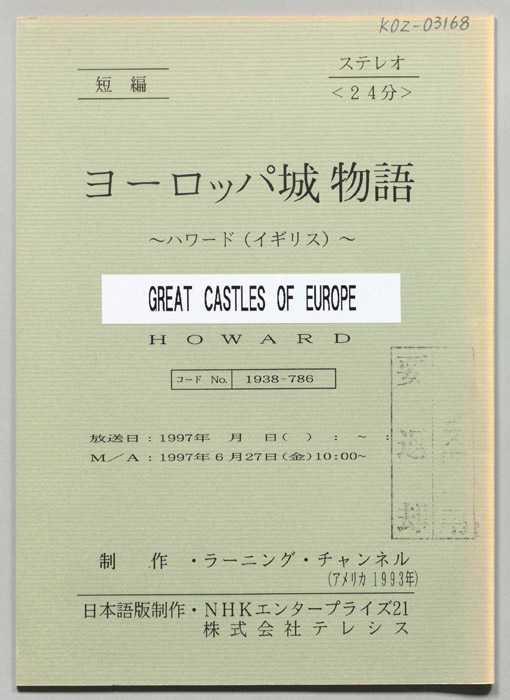 KOZ-03168
短編
ステレオ
<24分>
ヨーロッパ城物語
～ハワード（イギリス）～
GREAT CASTLES OF EUROPE
HOWARD
コード No. 1938-786
放送日：1997年　月　日（　）：～：
M／A：1997年6月27日（金）10:00～
制作・ラーニング・チャンネル
（アメリカ1993年）
日本語版制作・NHKエンタープライズ21
株式会社テレシス